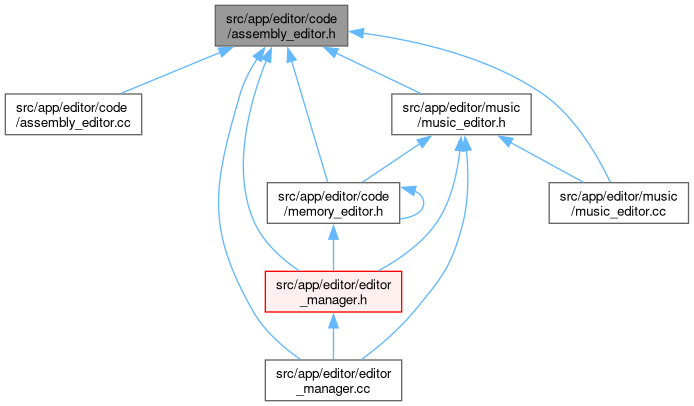 src/app/editor/code
/assembly_editor.h
src/app/editor/code
/assembly_editor.cc
src/app/editor/music
/music_editor.h
src/app/editor/code
/memory_editor.h
src/app/editor/music
/music_editor.cc
src/app/editor/editor
_manager.h
src/app/editor/editor
_manager.cc